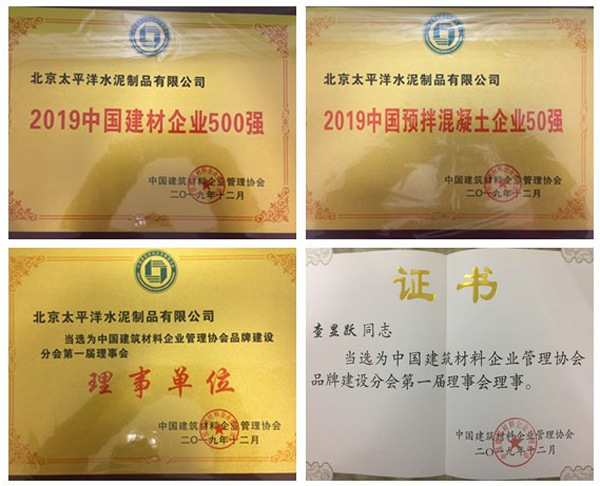 北京太平洋水泥制品有限公司
2019中国建材企业500强
中国建筑材料企业管理协会
二〇一九年十二月
北京太平洋水泥制品有限公司
2019中国预拌混凝土企业50强
中国建筑材料企业管理协会
二〇一九年十二月
北京太平洋水泥制品有限公司
当选为中国建筑材料企业管理协会品牌建设
分会第一届理事会
理事单位
中国建筑材料企业管理协会
二〇一九年十二月
证书
查显跃同志
当选为中国建筑材料企业管理协会
品牌建设分会第一届理事会理事。
中国建筑材料企业管理协会
二〇一九年十二月